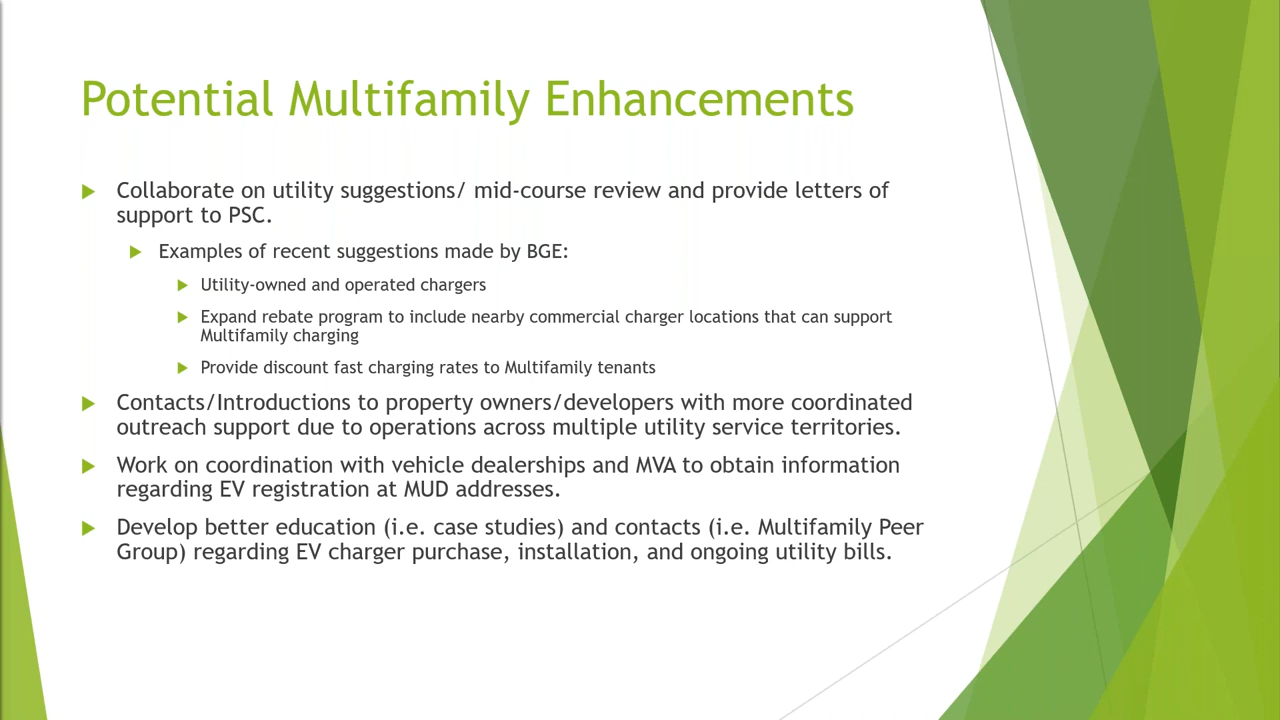 Potential Multifamily Enhancements
Collaborate on utility suggestions/ mid-course review and provide letters of
support to PSC.
Examples of recent suggestions made by BGE:
Utility-owned and operated chargers
Expand rebate program to include nearby commercial charger locations that can support
Multifamily charging
Provide discount fast charging rates to Multifamily tenants
Contacts/Introductions to property owners/developers with more coordinated
outreach support due to operations across multiple utility service territories.
Work on coordination with vehicle dealerships and MVA to obtain information
regarding EV registration at MUD addresses.
Develop better education (i.e. case studies) and contacts (i.e. Multifamily Peer
Group) regarding EV charger purchase, installation, and ongoing utility bills.